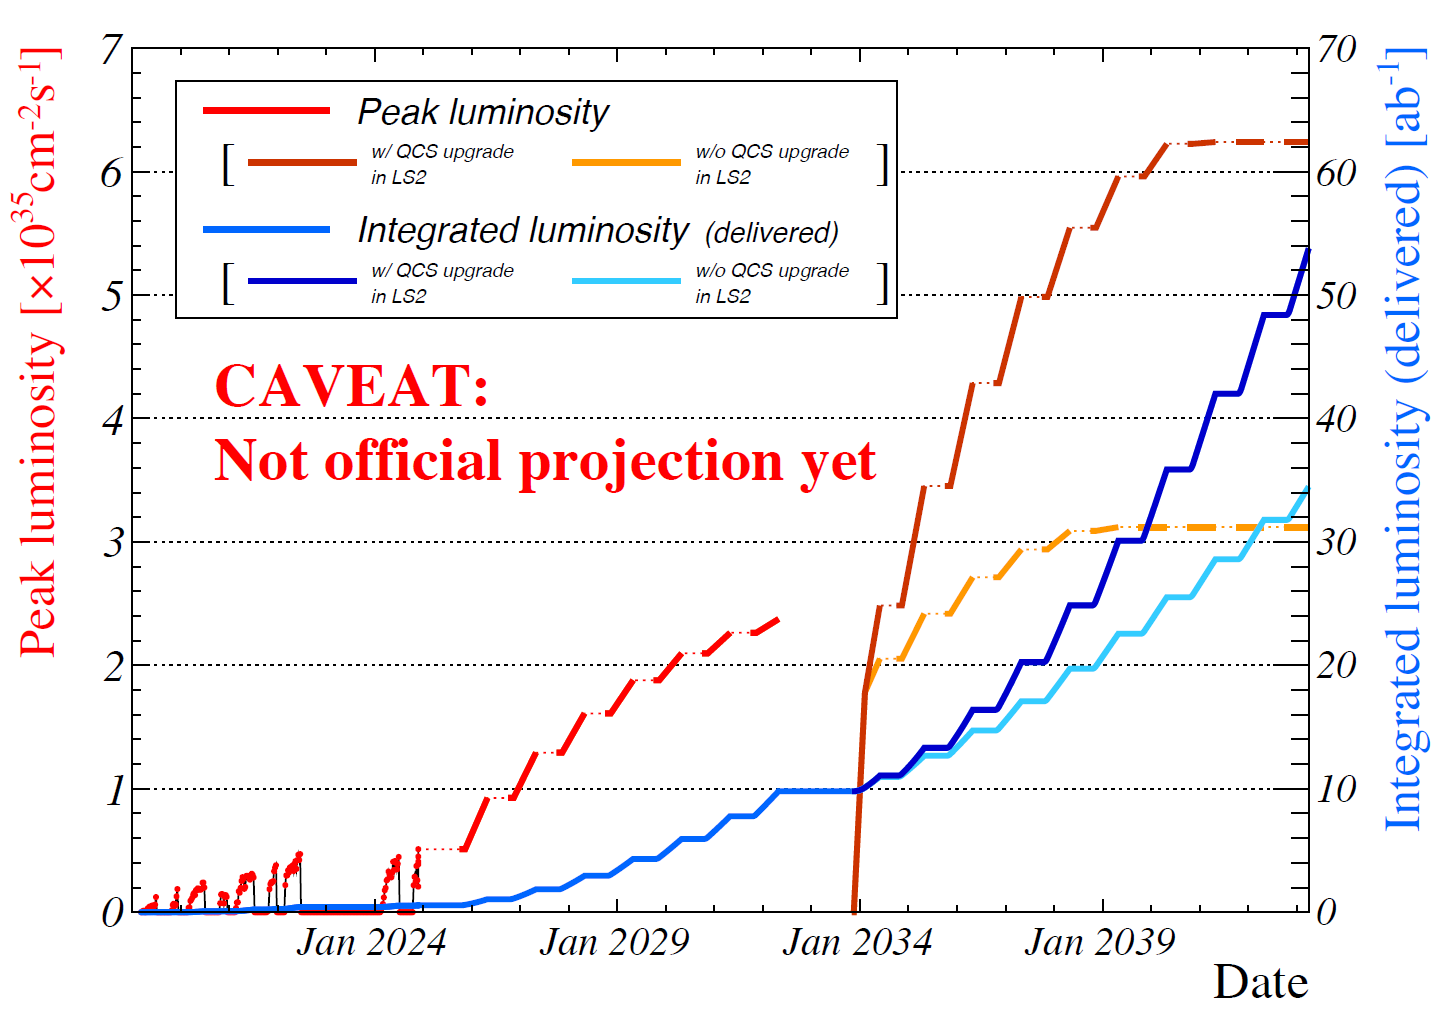 Peak luminosity [×10³⁵cm⁻²s⁻¹]
7
6
5
4
3
2
1
0
Peak luminosity
[ w/ QCS upgrade
in LS2
w/o QCS upgrade
in LS2 ]
Integrated luminosity (delivered)
[ w/ QCS upgrade
in LS2
w/o QCS upgrade
in LS2 ]
CAVEAT:
Not official projection yet
70
60
50
40
30
20
10
0
Integrated luminosity (delivered) [ab⁻¹]
Jan 2024
Jan 2029
Jan 2034
Jan 2039
Date